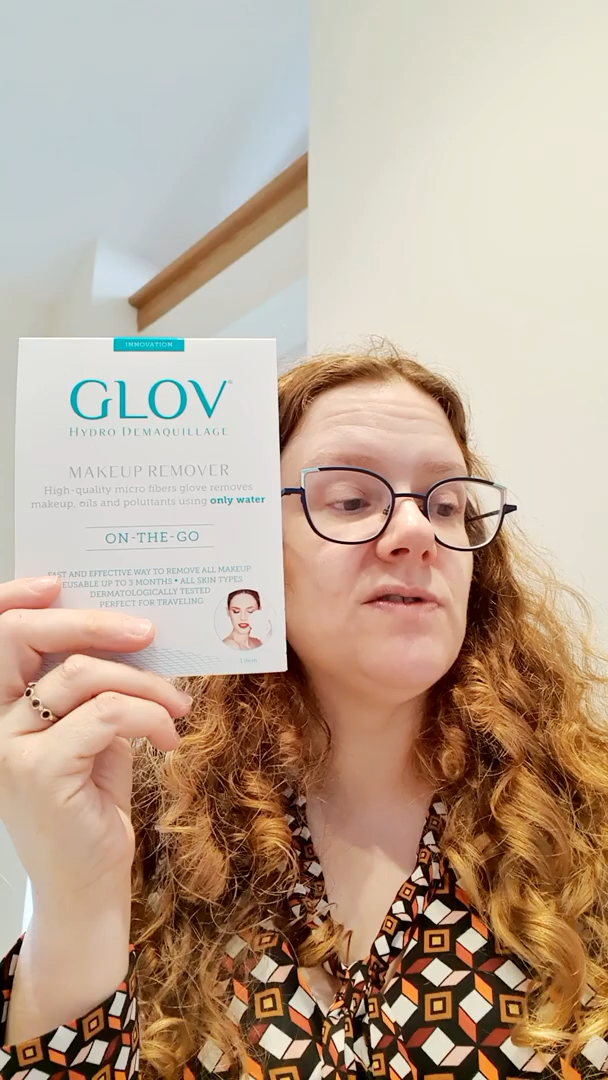 INNOVATION
GLOV®
HYDRO DEMAQUILLAGE
MAKEUP REMOVER
High-quality micro fibers glove removes
makeup, oils and pollutants using only water
ON-THE-GO
FAST AND EFFECTIVE WAY TO REMOVE ALL MAKEUP
EUSABLE UP TO 3 MONTHS • ALL SKIN TYPES
DERMATOLOGICALLY TESTED
PERFECT FOR TRAVELING